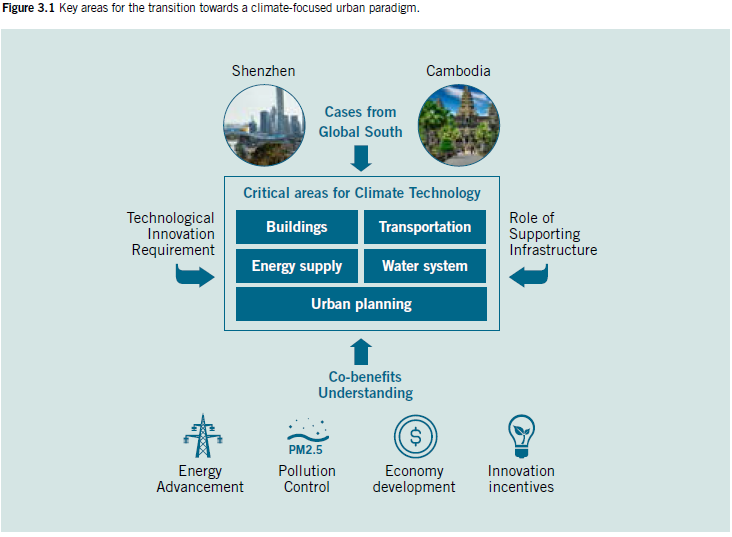 Figure 3.1 Key areas for the transition towards a climate-focused urban paradigm.
Shenzhen
Cambodia
Cases from
Global South
Critical areas for Climate Technology
Technological
Innovation
Requirement
Buildings
Transportation
Energy supply
Water system
Urban planning
Role of
Supporting
Infrastructure
Co-benefits
Understanding
PM2.5
$
Energy
Advancement
Pollution
Control
Economy
development
Innovation
incentives